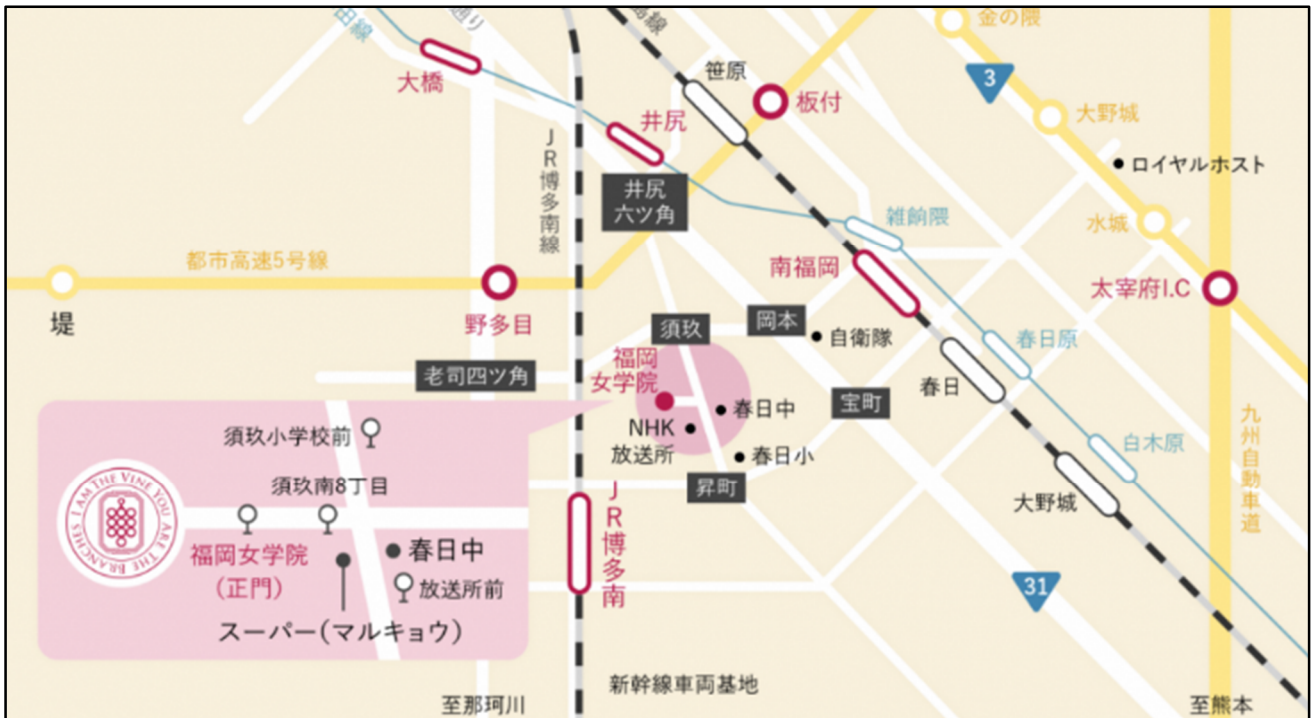 田線
通り
島線
金の隈
3
大橋
笹原
板付
井尻
大野城
JR博多南線
ロイヤルホスト
井尻
六ツ角
雑餉隈
水城
都市高速5号線
南福岡
太宰府I.C
堤
野多目
須玖
岡本
自衛隊
春日原
老司四ツ角
福岡
女学院
春日
宝町
春日中
NHK
放送所
春日小
九州自動車道
白木原
昇町
大野城
JR博多南
31
須玖小学校前
須玖南8丁目
I AM THE VINE YOU ARE THE BRANCHES
福岡女学院
(正門)
春日中
放送所前
スーパー(マルキョウ)
新幹線車両基地
至那珂川
至熊本